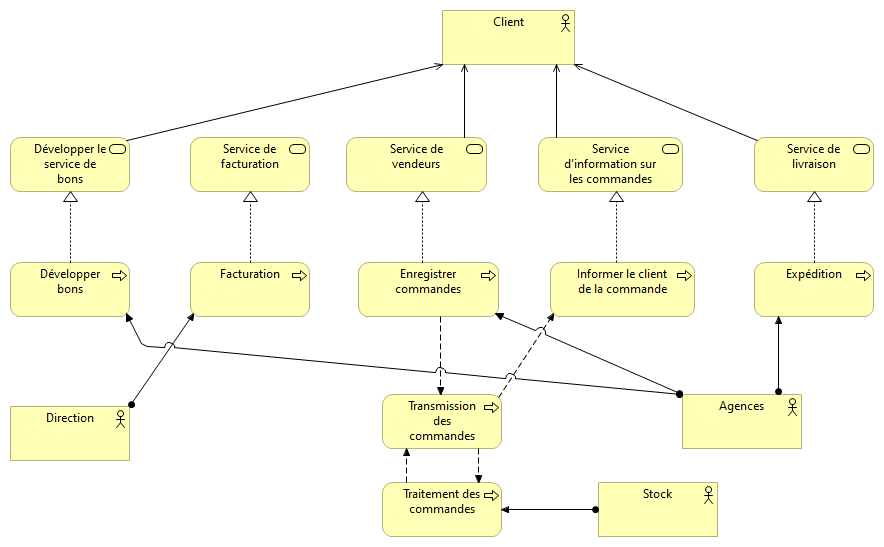 Client
Développer le
service de
bons
Service de
facturation
Service de
vendeurs
Service
d'information sur
les commandes
Service de
livraison
Développer
bons
Facturation
Enregistrer
commandes
Informer le client
de la commande
Expédition
Direction
Transmission
des
commandes
Agences
Traitement des
commandes
Stock